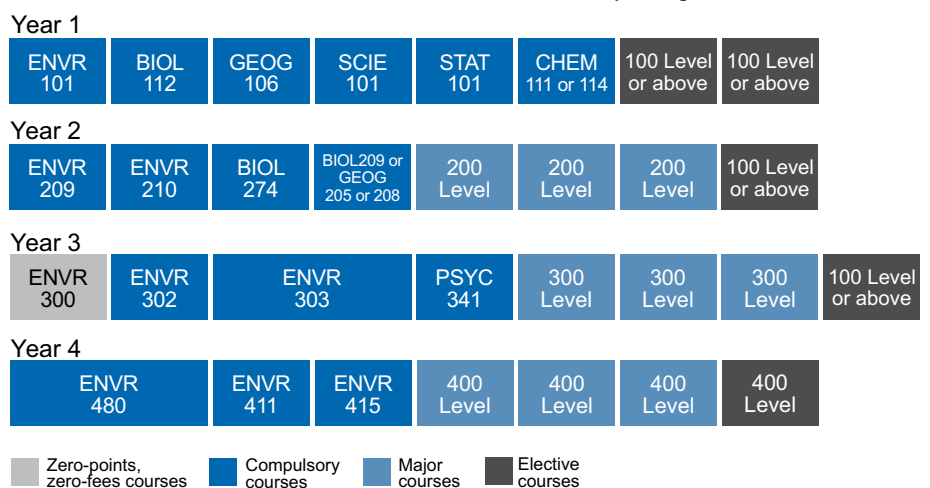 Year 1
ENVR
101
BIOL
112
GEOG
106
SCIE
101
STAT
101
CHEM
111 or 114
100 Level
or above
100 Level
or above
Year 2
ENVR
209
ENVR
210
BIOL
274
BIOL209 or
GEOG
205 or 208
200
Level
200
Level
200
Level
100 Level
or above
Year 3
ENVR
300
ENVR
302
ENVR
303
PSYC
341
300
Level
300
Level
300
Level
100 Level
or above
Year 4
ENVR
480
ENVR
411
ENVR
415
400
Level
400
Level
400
Level
400
Level
Zero-points,
zero-fees courses
Compulsory
courses
Major
courses
Elective
courses